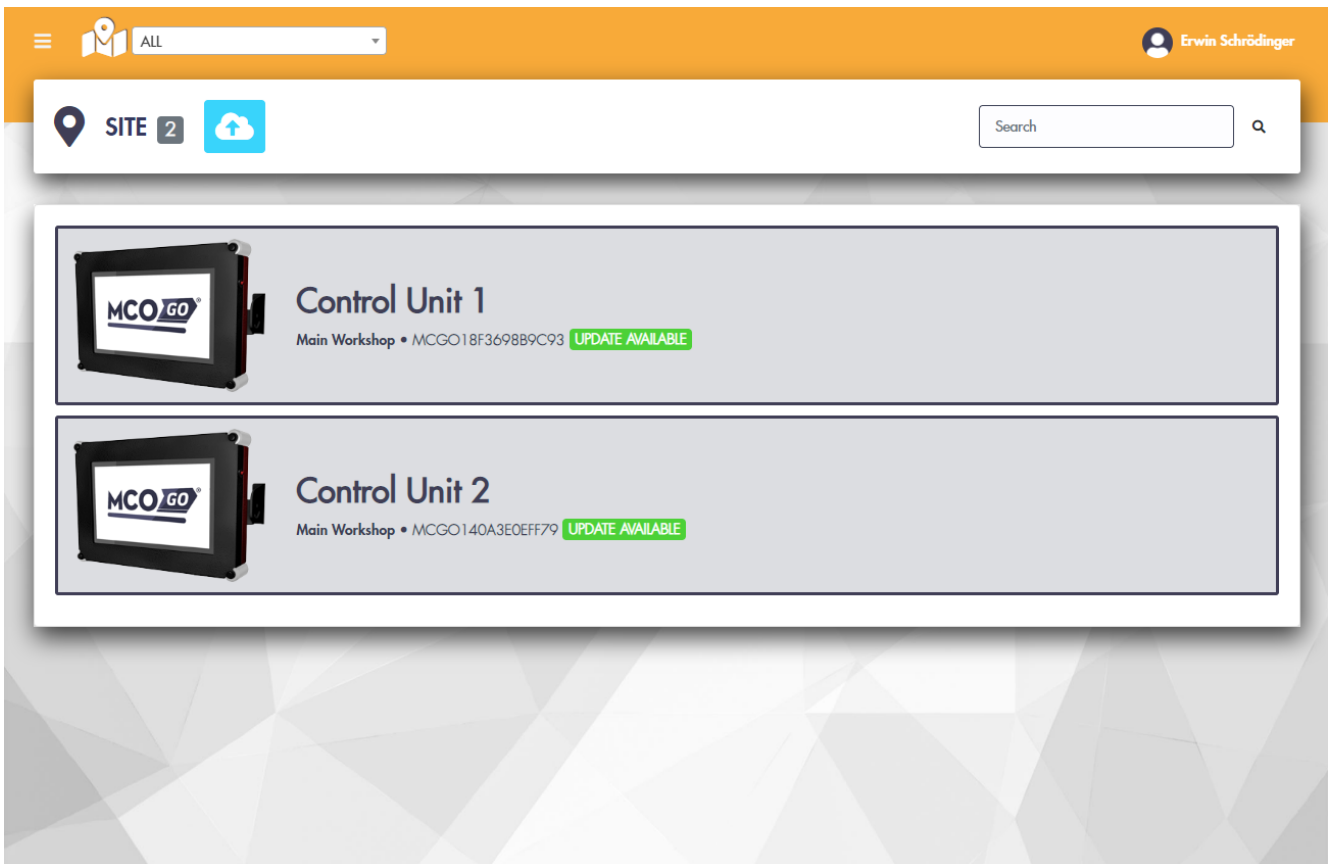 ALL
Erwin Schrödinger
SITE 2
Search
MCO GO®
Control Unit 1
Main Workshop • MCGO18F3698B9C93 UPDATE AVAILABLE
MCO GO®
Control Unit 2
Main Workshop • MCGO140A3E0EFF79 UPDATE AVAILABLE